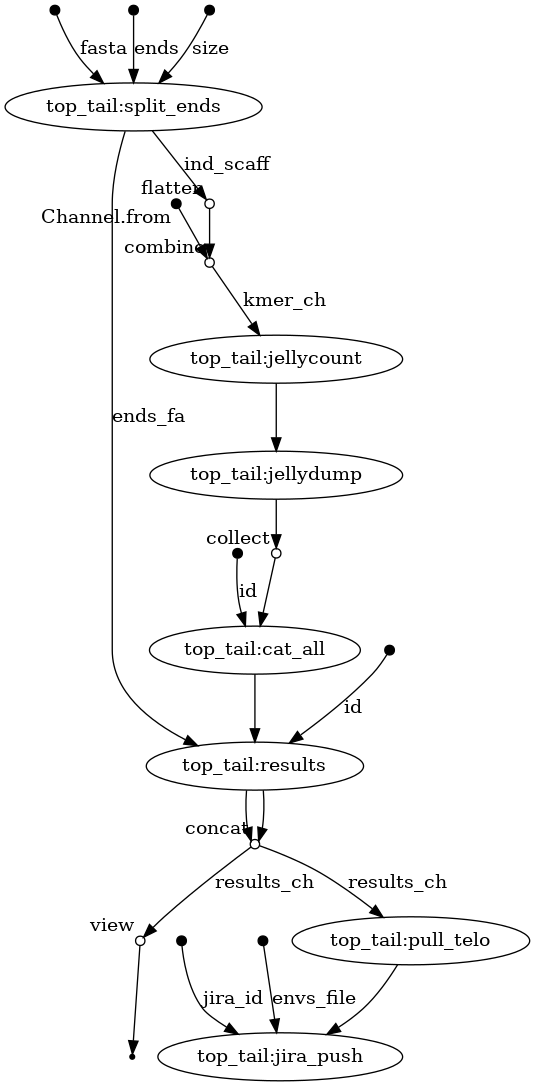 fasta ends size
top_tail:split_ends
ind_scaff
flatten
Channel.from
combine
kmer_ch
top_tail:jellycount
ends_fa
top_tail:jellydump
collect
id
top_tail:cat_all
id
top_tail:results
concat
results_ch results_ch
view
top_tail:pull_telo
jira_id envs_file
top_tail:jira_push